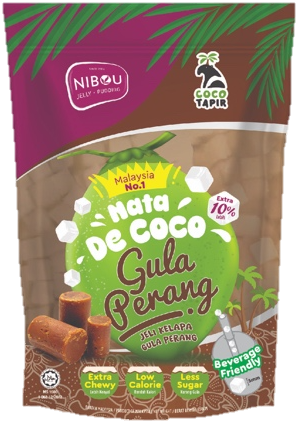 NIBOU
JELLY • PUDDING
COCO
TAPIR
Malaysia
No.1
Extra
10%
Nata
De Coco
Gula
Perang
JELI KELAPA
GULA PERANG
Beverage
Friendly
5mm
Extra
Chewy
Low
Calorie
Less
Sugar